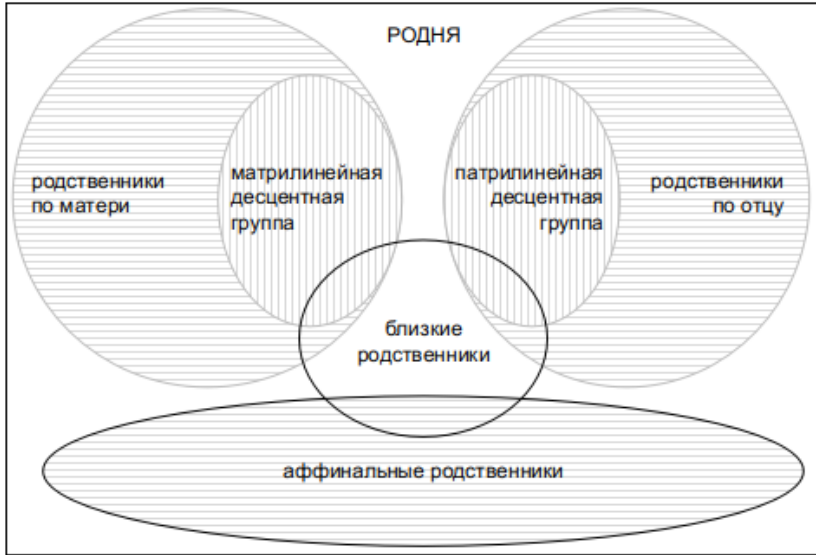 РОДНЯ
родственники
по матери
матрилинейная
десцентная
группа
патрилинейная
десцентная
группа
родственники
по отцу
близкие
родственники
аффинальные родственники